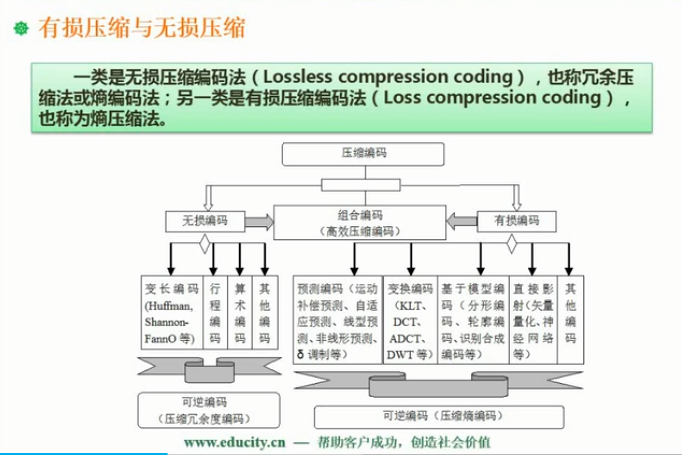 有损压缩与无损压缩
一类是无损压缩编码法（Lossless compression coding），也称冗余压
缩法或熵编码法；另一类是有损压缩编码法（Loss compression coding），
也称为熵压缩法。
压缩编码
无损编码
组合编码
（高效压缩编码）
有损编码
变长编码
(Huffman,
Shannon-
FannO 等)
行
程
编
码
算
术
编
码
其
他
编
码
预测编码（运动
补偿预测、自适
应预测、线型预
测、非线形预测、
δ 调制等）
变换编码
（KLT、
DCT、
ADCT、
DWT 等）
基于模型编
码（分形编
码、轮廓编
码、识别合成
编码等）
直接影
射（矢量
量化、神
经网络
等）
其
他
编
码
可逆编码
（压缩冗余度编码）
可逆编码（压缩熵编码）
www.educity.cn — 帮助客户成功，创造社会价值